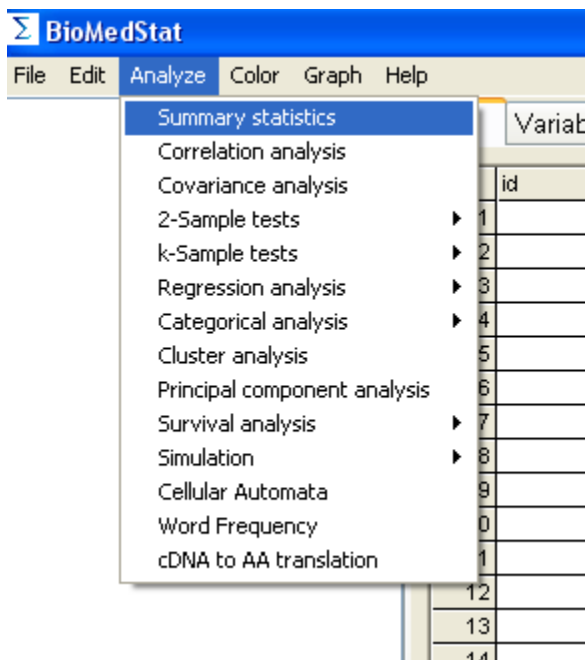 Σ BioMedStat
File Edit Analyze Color Graph Help
Summary statistics
Correlation analysis
Covariance analysis
2-Sample tests
k-Sample tests
Regression analysis
Categorical analysis
Cluster analysis
Principal component analysis
Survival analysis
Simulation
Cellular Automata
Word Frequency
cDNA to AA translation
Variab
id
1
2
3
4
5
6
7
8
9
0
1
12
13
14